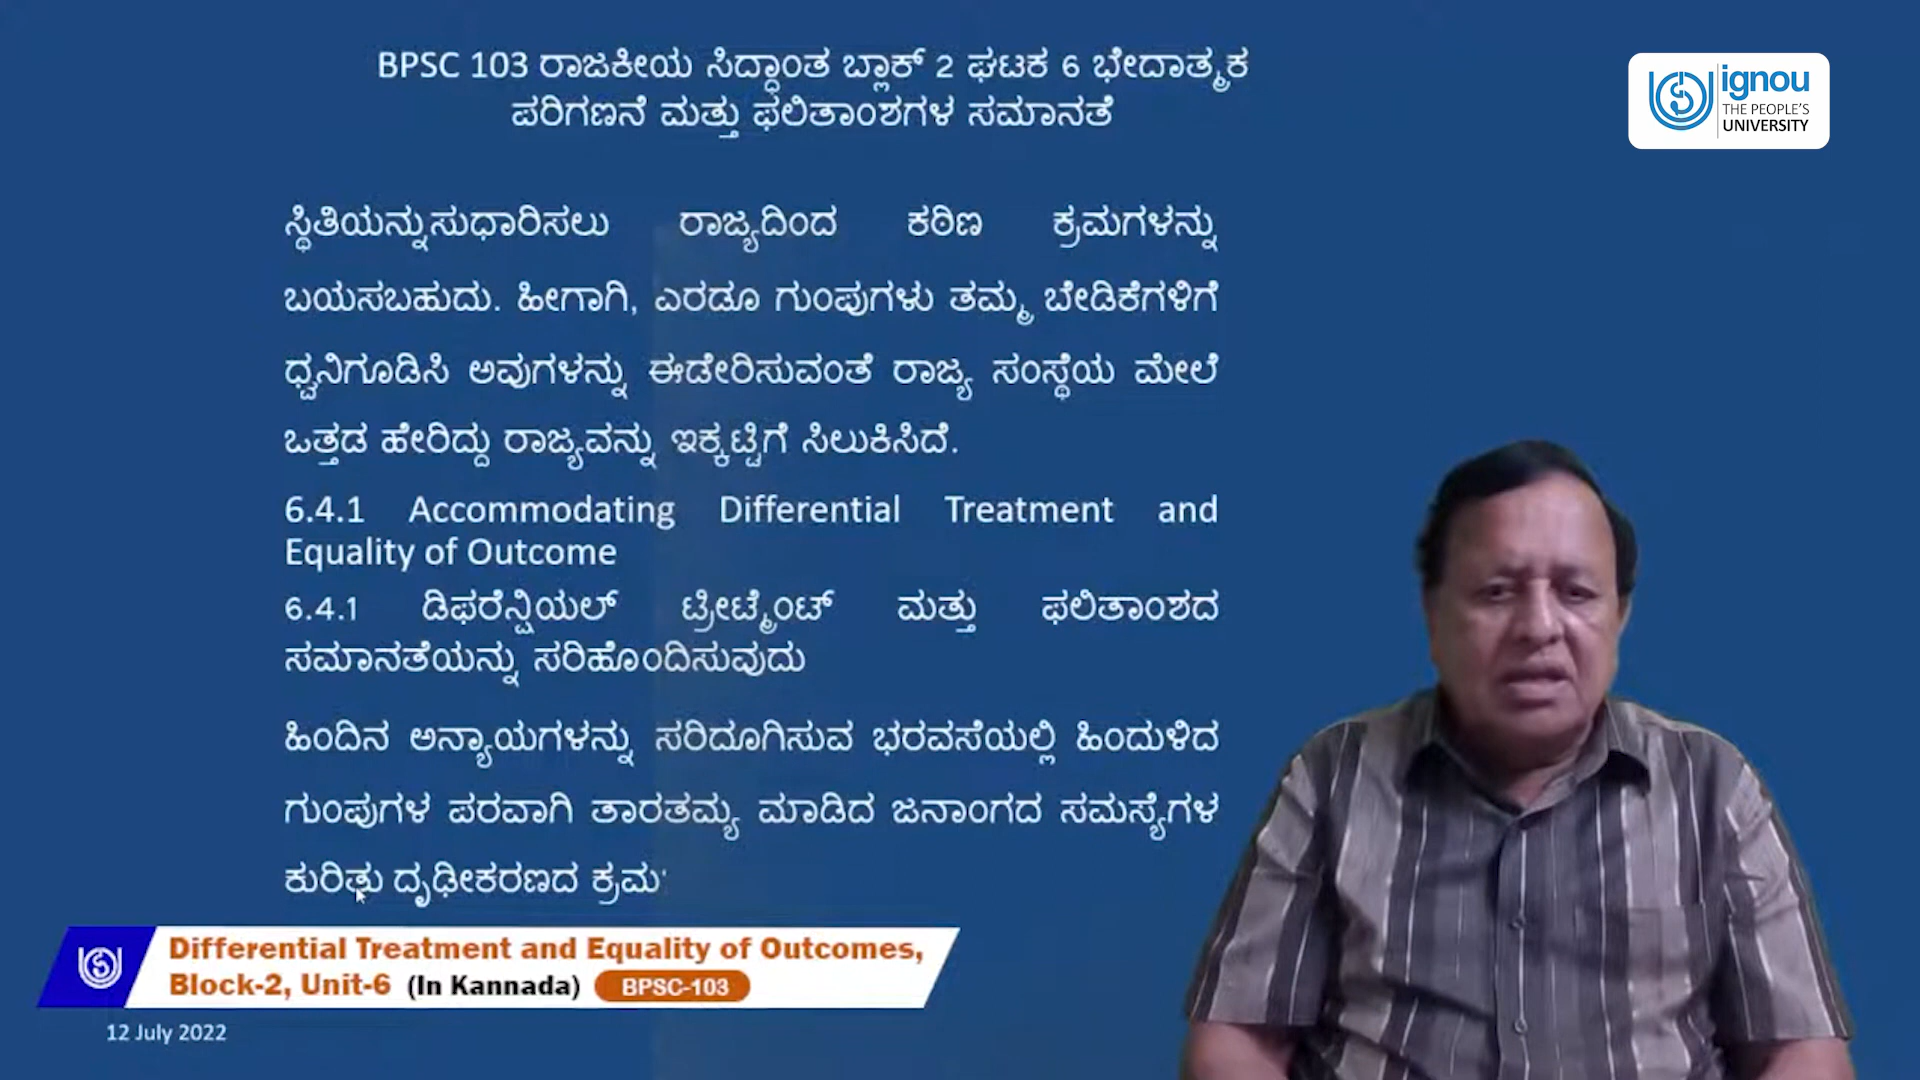 BPSC 103 ರಾಜಕೀಯ ಸಿದ್ಧಾಂತ ಬ್ಲಾಕ್ 2 ಘಟಕ 6 ಭೇದಾತ್ಮಕ
ಪರಿಗಣನೆ ಮತ್ತು ಫಲಿತಾಂಶಗಳ ಸಮಾನತೆ
ignou
THE PEOPLE'S
UNIVERSITY
ಸ್ಥಿತಿಯನ್ನುಸುಧಾರಿಸಲು ರಾಜ್ಯದಿಂದ ಕಠಿಣ ಕ್ರಮಗಳನ್ನು
ಬಯಸಬಹುದು. ಹೀಗಾಗಿ, ಎರಡೂ ಗುಂಪುಗಳು ತಮ್ಮ ಬೇಡಿಕೆಗಳಿಗೆ
ಧ್ವನಿಗೂಡಿಸಿ ಅವುಗಳನ್ನು ಈಡೇರಿಸುವಂತೆ ರಾಜ್ಯ ಸಂಸ್ಥೆಯ ಮೇಲೆ
ಒತ್ತಡ ಹೇರಿದ್ದು ರಾಜ್ಯವನ್ನು ಇಕ್ಕಟ್ಟಿಗೆ ಸಿಲುಕಿಸಿದೆ.
6.4.1 Accommodating Differential Treatment and
Equality of Outcome
6.4.1 ಡಿಫರೆನ್ಷಿಯಲ್ ಟ್ರೀಟ್ಮೆಂಟ್ ಮತ್ತು ಫಲಿತಾಂಶದ
ಸಮಾನತೆಯನ್ನು ಸರಿಹೊಂದಿಸುವುದು
ಹಿಂದಿನ ಅನ್ಯಾಯಗಳನ್ನು ಸರಿದೂಗಿಸುವ ಭರವಸೆಯಲ್ಲಿ ಹಿಂದುಳಿದ
ಗುಂಪುಗಳ ಪರವಾಗಿ ತಾರತಮ್ಯ ಮಾಡಿದ ಜನಾಂಗದ ಸಮಸ್ಯೆಗಳ
ಕುರಿತು ದೃಢೀಕರಣದ ಕ್ರಮ'
Differential Treatment and Equality of Outcomes,
Block-2, Unit-6 (In Kannada) BPSC-103
12 July 2022